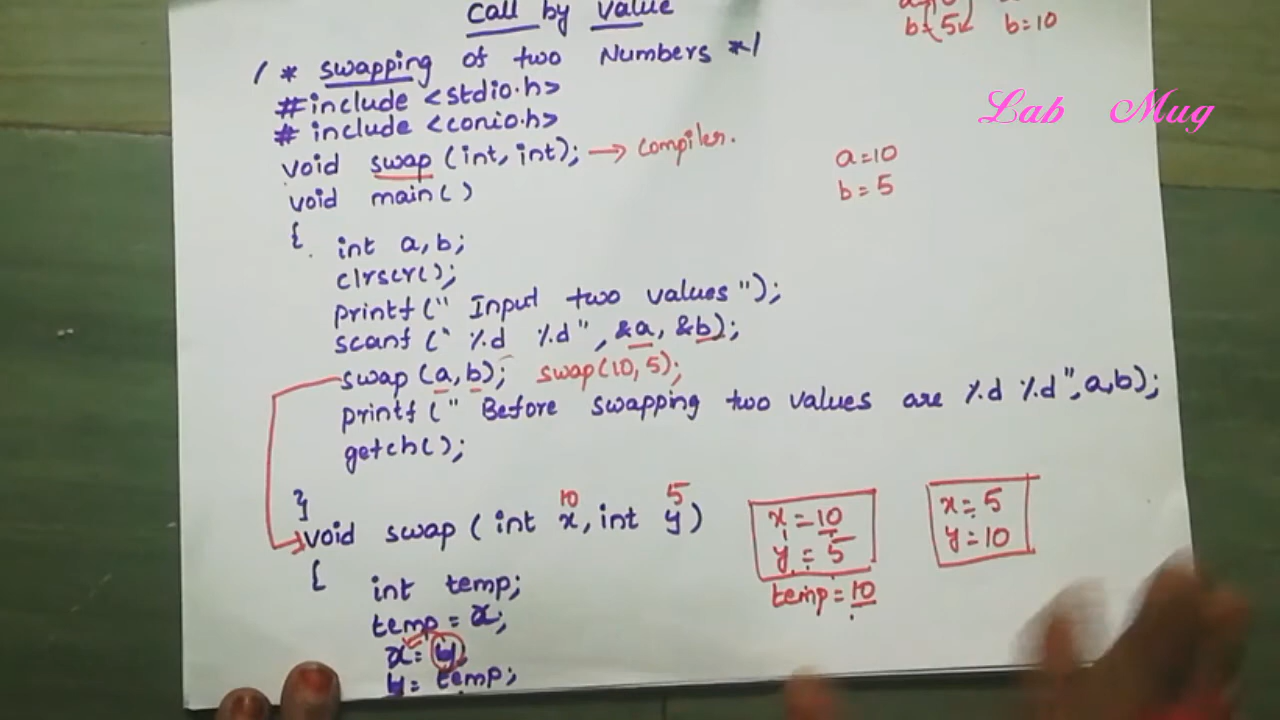 Call by Value
b 5 b=10
/* swapping of two Numbers */
#include <stdio.h>
Lab Mug
# include <conio.h>
void swap (int, int); → compiler.
a=10
void main()
b=5
{
int a,b;
clrscr();
printf(" Input two values");
scanf (" %d %d", &a, &b);
swap (a,b); swap(10,5);
printf (" Before swapping two values are %.d %.d", a,b);
getch();
}
10 5
void swap ( int x, int y)
x=10
y=5
temp=10
x=5
y=10
{
int temp;
temp = x;
x= y
y= temp;